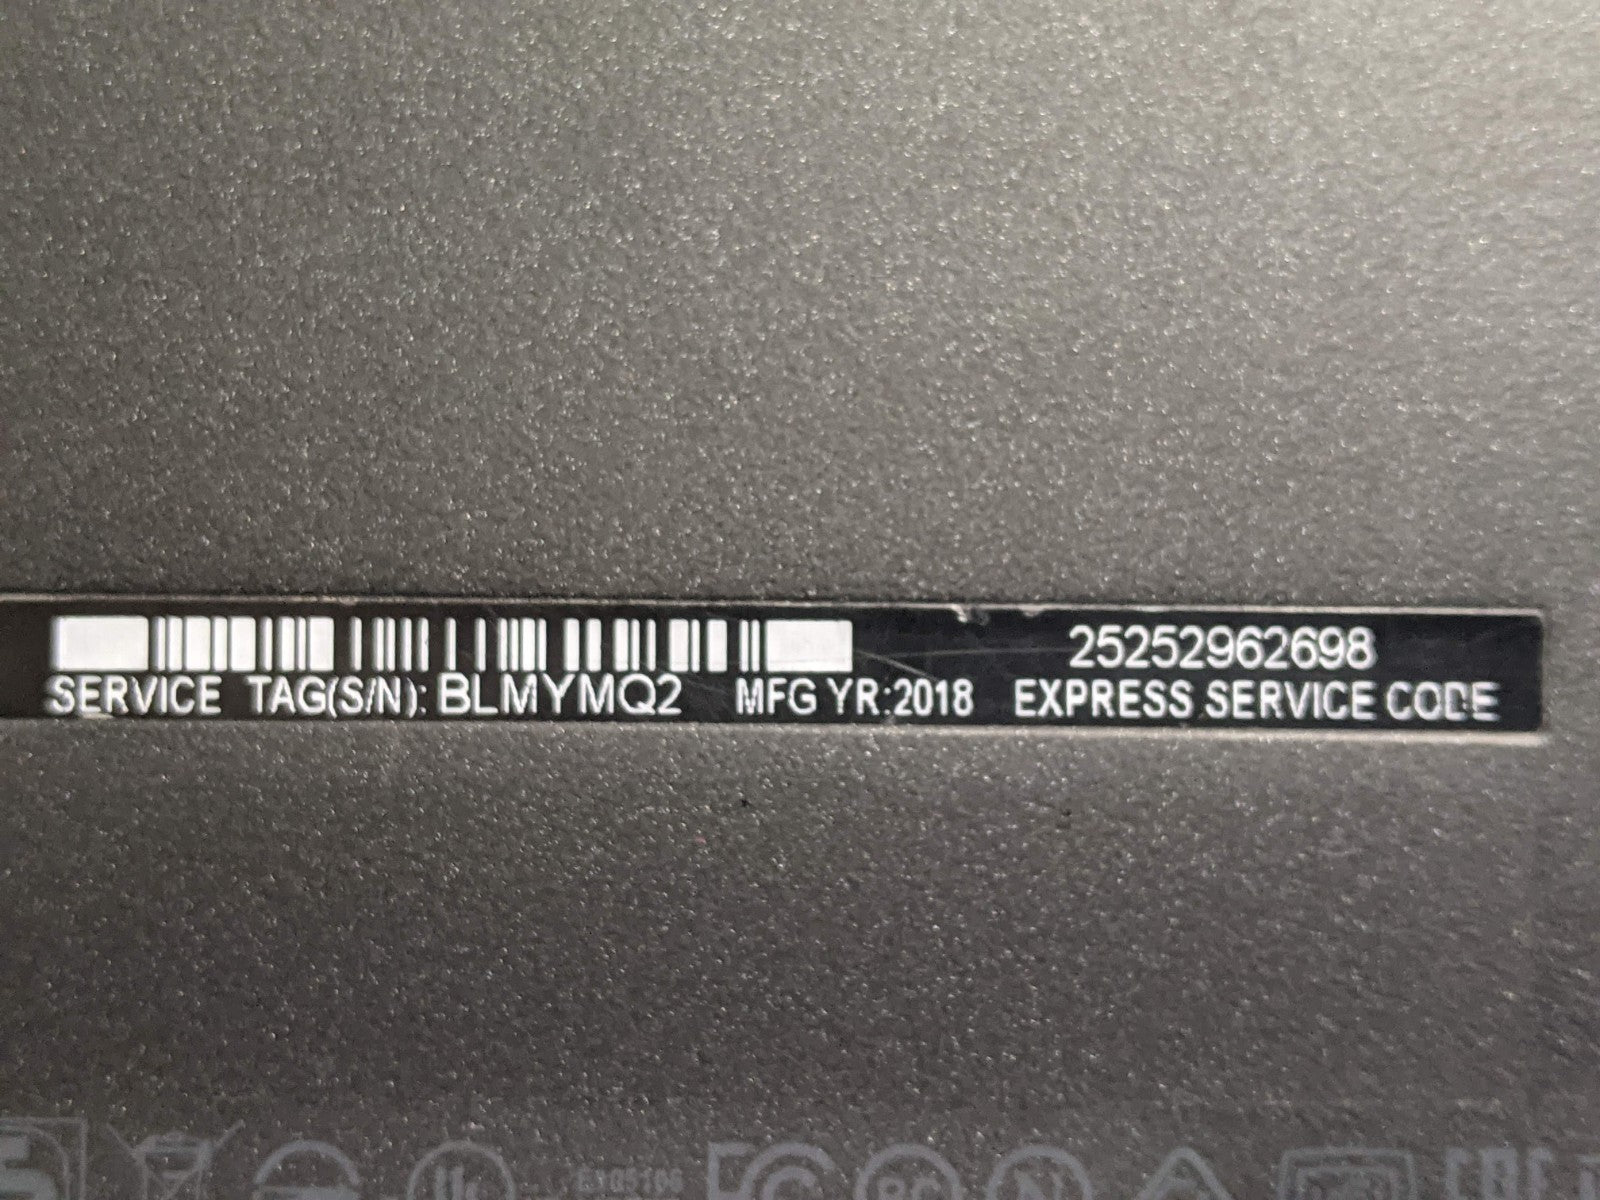 25252962698
SERVICE TAG(S/N): BLMYMQ2 MFG YR:2018 EXPRESS SERVICE CODE